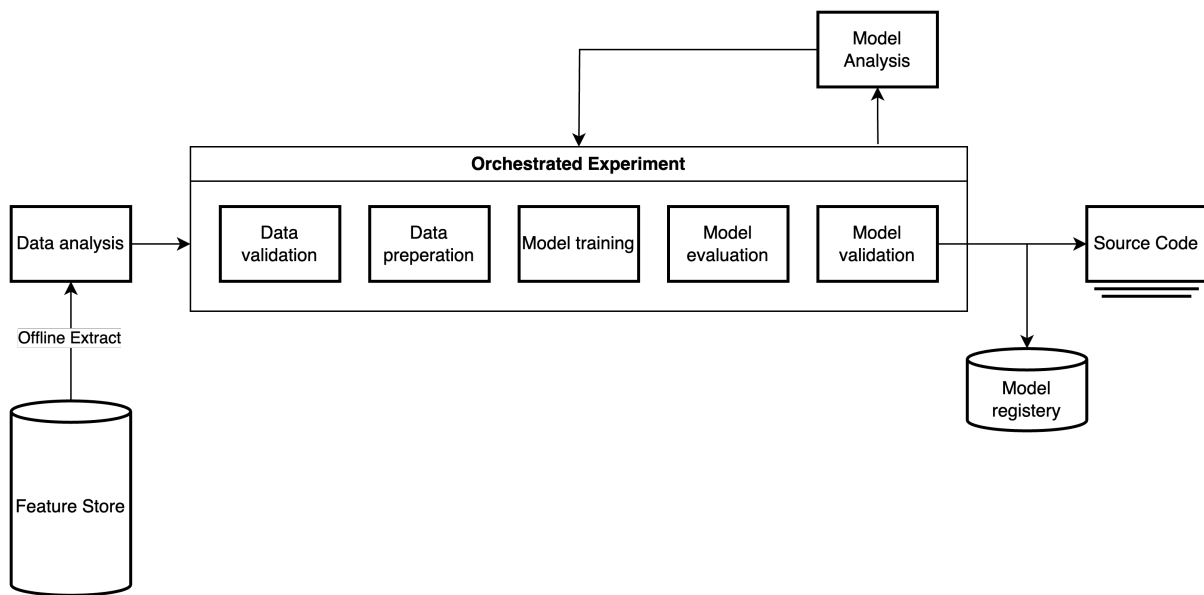 Model
Analysis
Orchestrated Experiment
Data analysis
Data
validation
Data
preperation
Model training
Model
evaluation
Model
validation
Source Code
Offline Extract
Model
registery
Feature Store